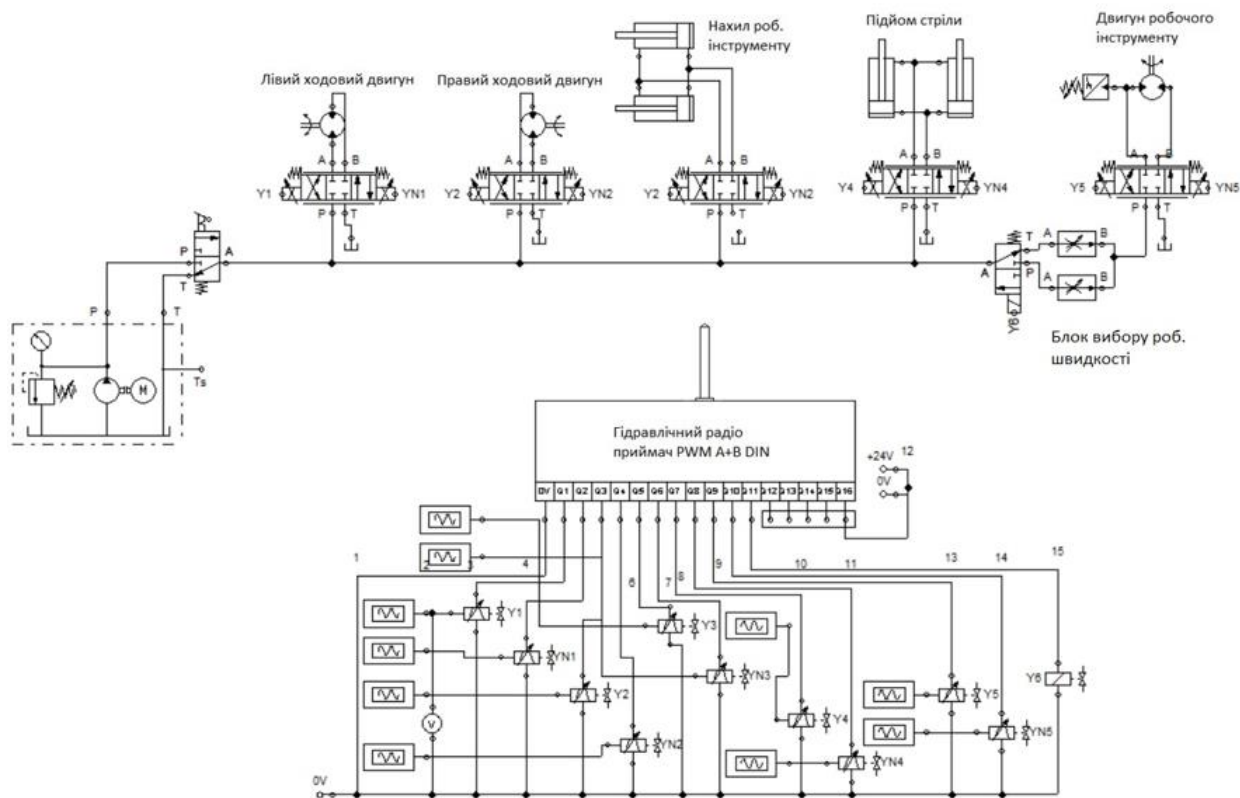 Нахил роб.
інструменту
Підйом стріли
Двигун робочого
інструменту
Лівий ходовий двигун
Правий ходовий двигун
A B
A B
A B
A B
A B
Y1 YN1
Y2 YN2
Y2 YN2
Y4 YN4
Y5 YN5
P T
P T
P T
P T
P T
P A
T
T A B
A P A B
Y6
P T
M
Ts
Блок вибору роб.
швидкості
Гідравлічний радіо
приймач PWM A+B DIN
+24V 12
0V
0V Q1 Q2 Q3 Q4 Q5 Q6 Q7 Q8 Q9 Q10 Q11 Q12 Q13 Q14 Q15 Q16
1 2 3 4 6 7 8 9 10 11 13 14 15
Y1
Y3
YN1
YN3
Y6
Y2
Y5
Y4
V
YN2
YN5
YN4
0V